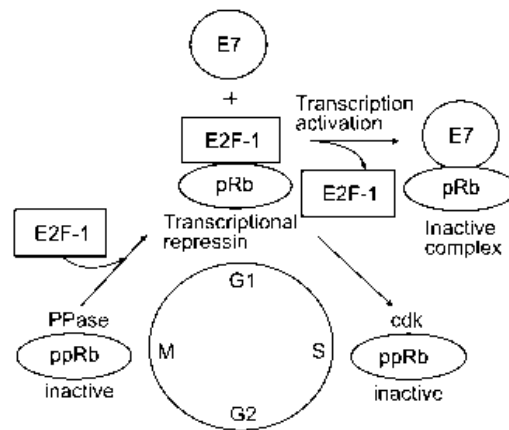 E7
+
E2F-1
pRb
Transcriptional
repressin
Transcription
activation
E2F-1
E7
pRb
Inactive
complex
E2F-1
PPase
ppRb
inactive
G1
M
S
G2
cdk
ppRb
inactive